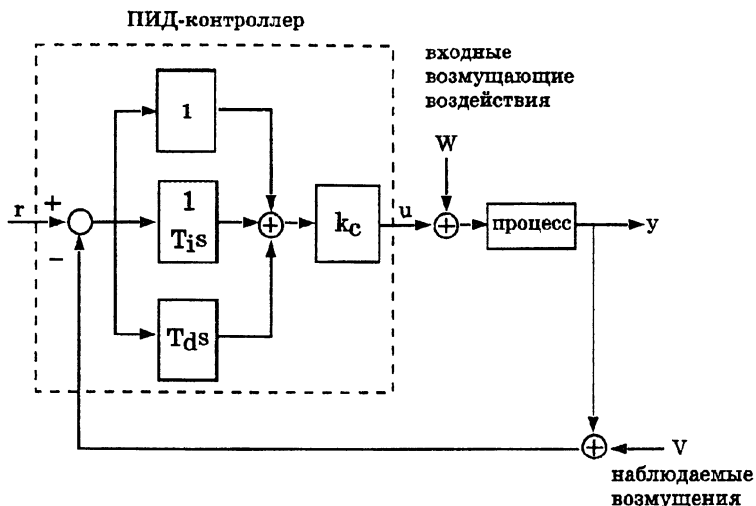 ПИД-контроллер
входные
возмущающие
воздействия
W
1
r
+
−
1
Tis
+
kc
u
+
процесс
y
Tds
+
V
наблюдаемые
возмущения